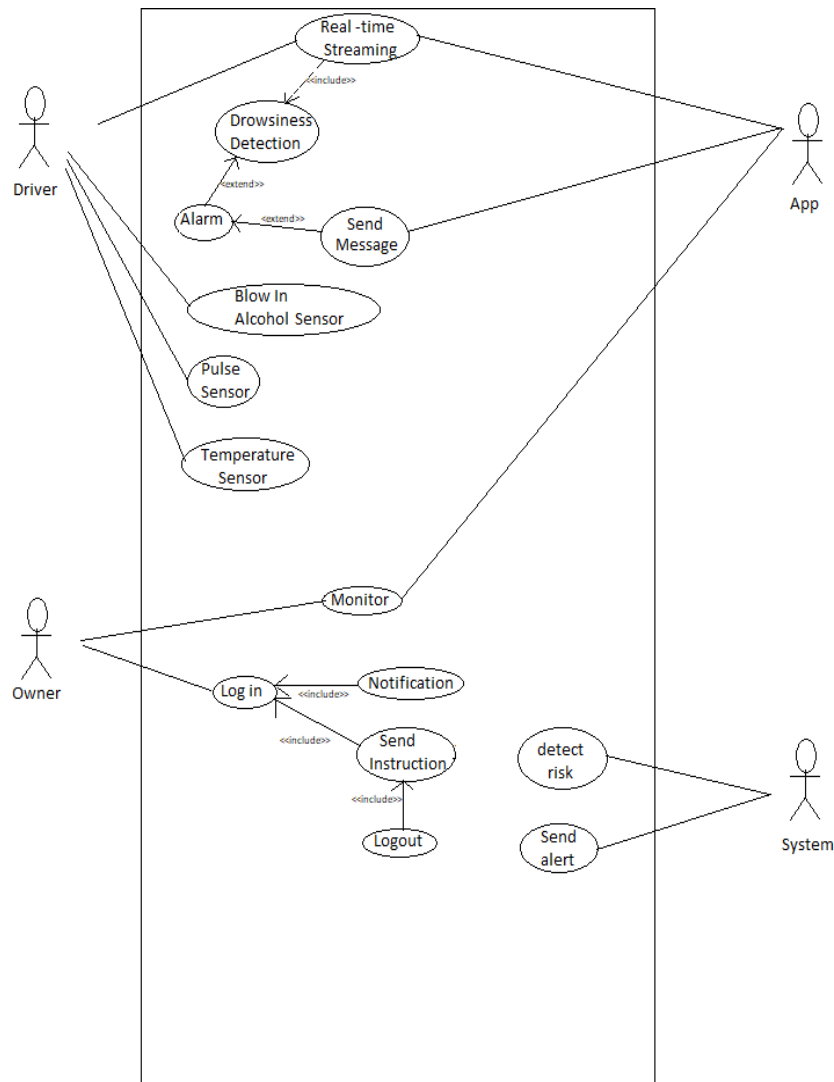 Real -time
Streaming
<<include>>
Drowsiness
Detection
Driver
App
<extend>>
Alarm
<extend>>
Send
Message
Blow In
Alcohol Sensor
Pulse
Sensor
Temperature
Sensor
Monitor
Owner
Log in
<<include>>
Notification
<<include>>
Send
Instruction
detect
risk
<<include>>
Logout
Send
alert
System